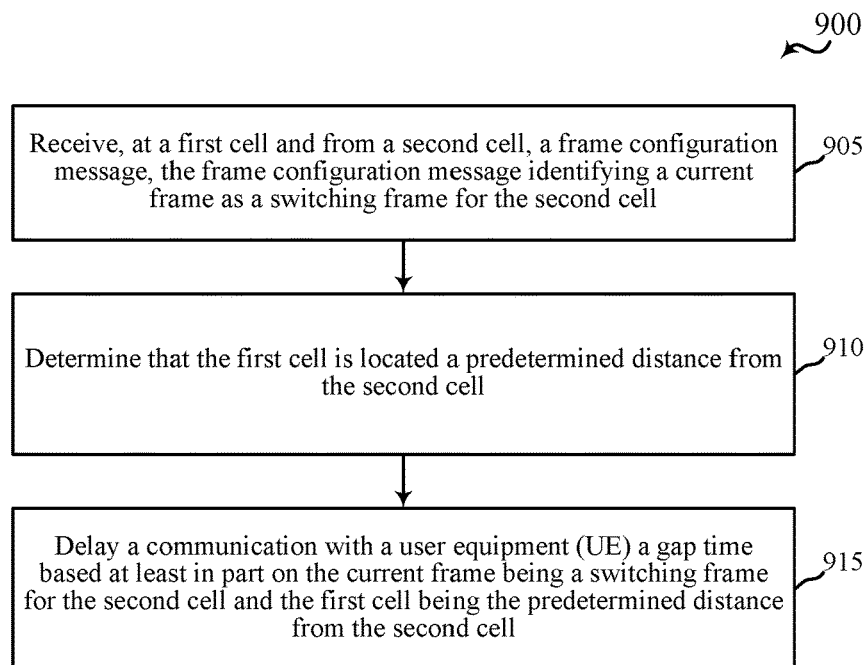 900
Receive, at a first cell and from a second cell, a frame configuration
message, the frame configuration message identifying a current
frame as a switching frame for the second cell
905
Determine that the first cell is located a predetermined distance from
the second cell
910
Delay a communication with a user equipment (UE) a gap time
based at least in part on the current frame being a switching frame
for the second cell and the first cell being the predetermined distance
from the second cell
915